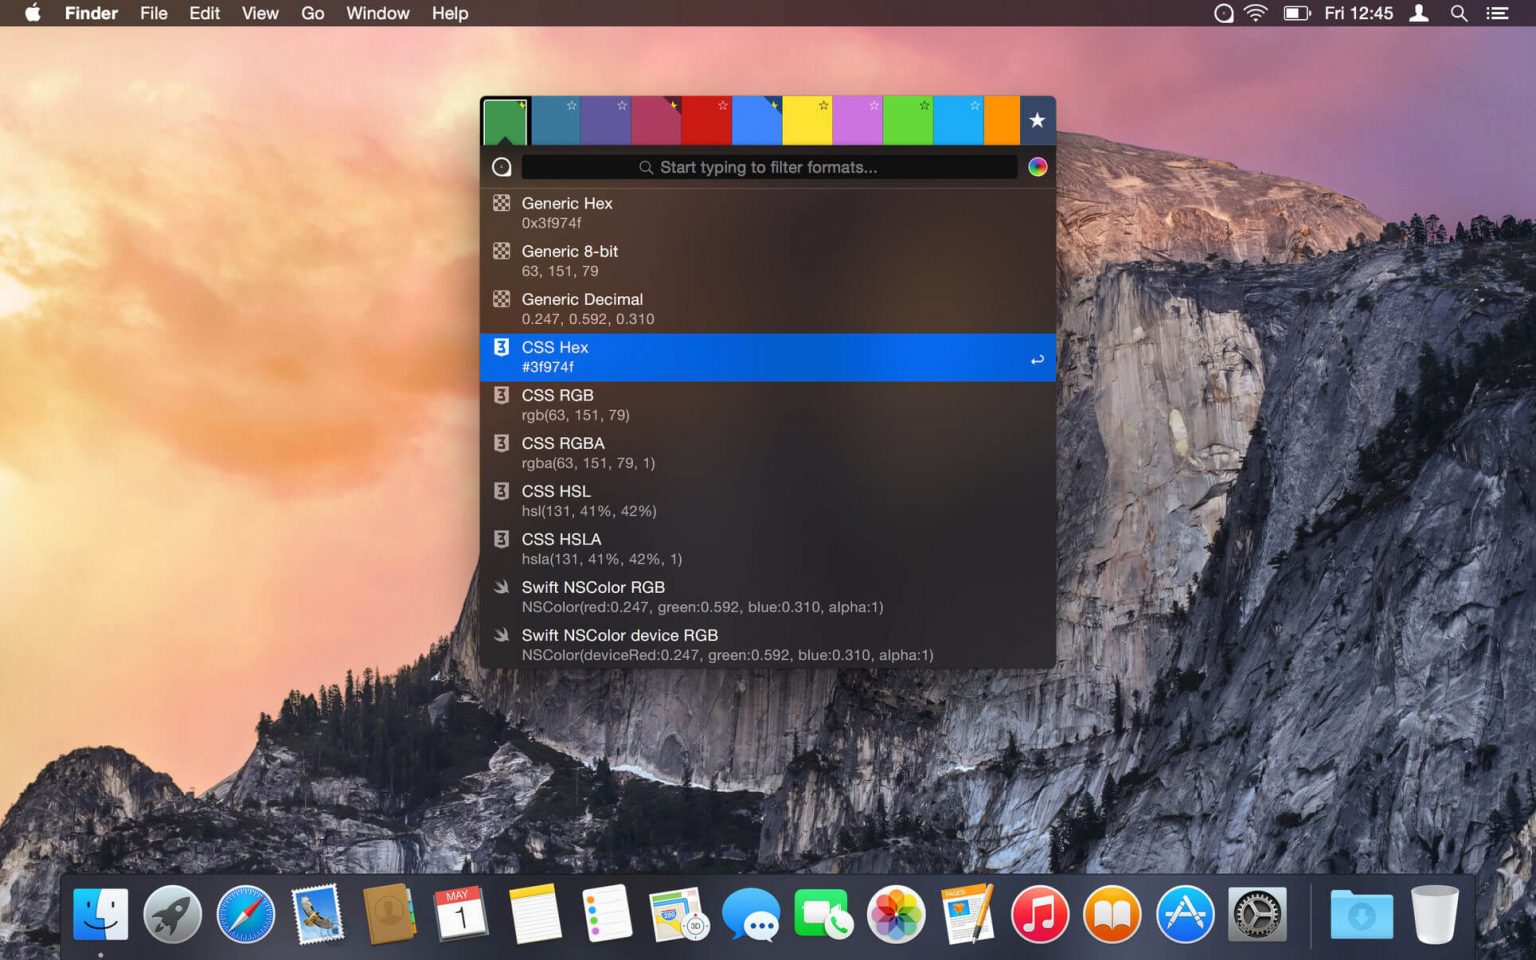 Finder File Edit View Go Window Help Fri 12:45
Start typing to filter formats...
Generic Hex
0x3f974f
Generic 8-bit
63, 151, 79
Generic Decimal
0.247, 0.592, 0.310
CSS Hex
#3f974f
CSS RGB
rgb(63, 151, 79)
CSS RGBA
rgba(63, 151, 79, 1)
CSS HSL
hsl(131, 41%, 42%)
CSS HSLA
hsla(131, 41%, 42%, 1)
Swift NSColor RGB
NSColor(red:0.247, green:0.592, blue:0.310, alpha:1)
Swift NSColor device RGB
NSColor(deviceRed:0.247, green:0.592, blue:0.310, alpha:1)
MAY
1
280
3D
PAGES